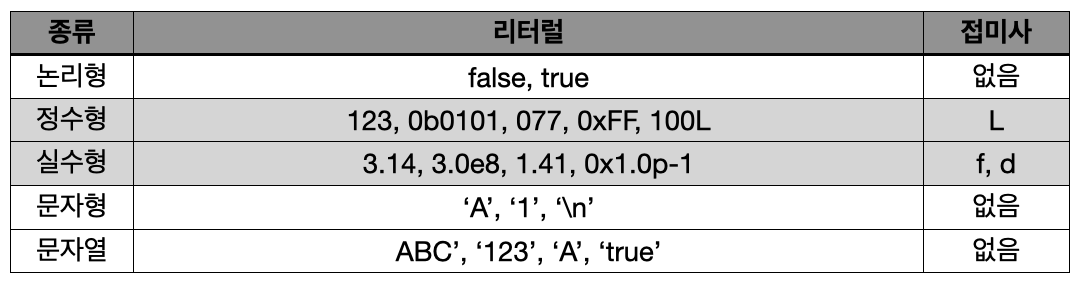 종류 리터럴 접미사
논리형 false, true 없음
정수형 123, 0b0101, 077, 0xFF, 100L L
실수형 3.14, 3.0e8, 1.41, 0x1.0p-1 f, d
문자형 ‘A’, ‘1’, ‘\n’ 없음
문자열 ABC’, ‘123’, ‘A’, ‘true’ 없음